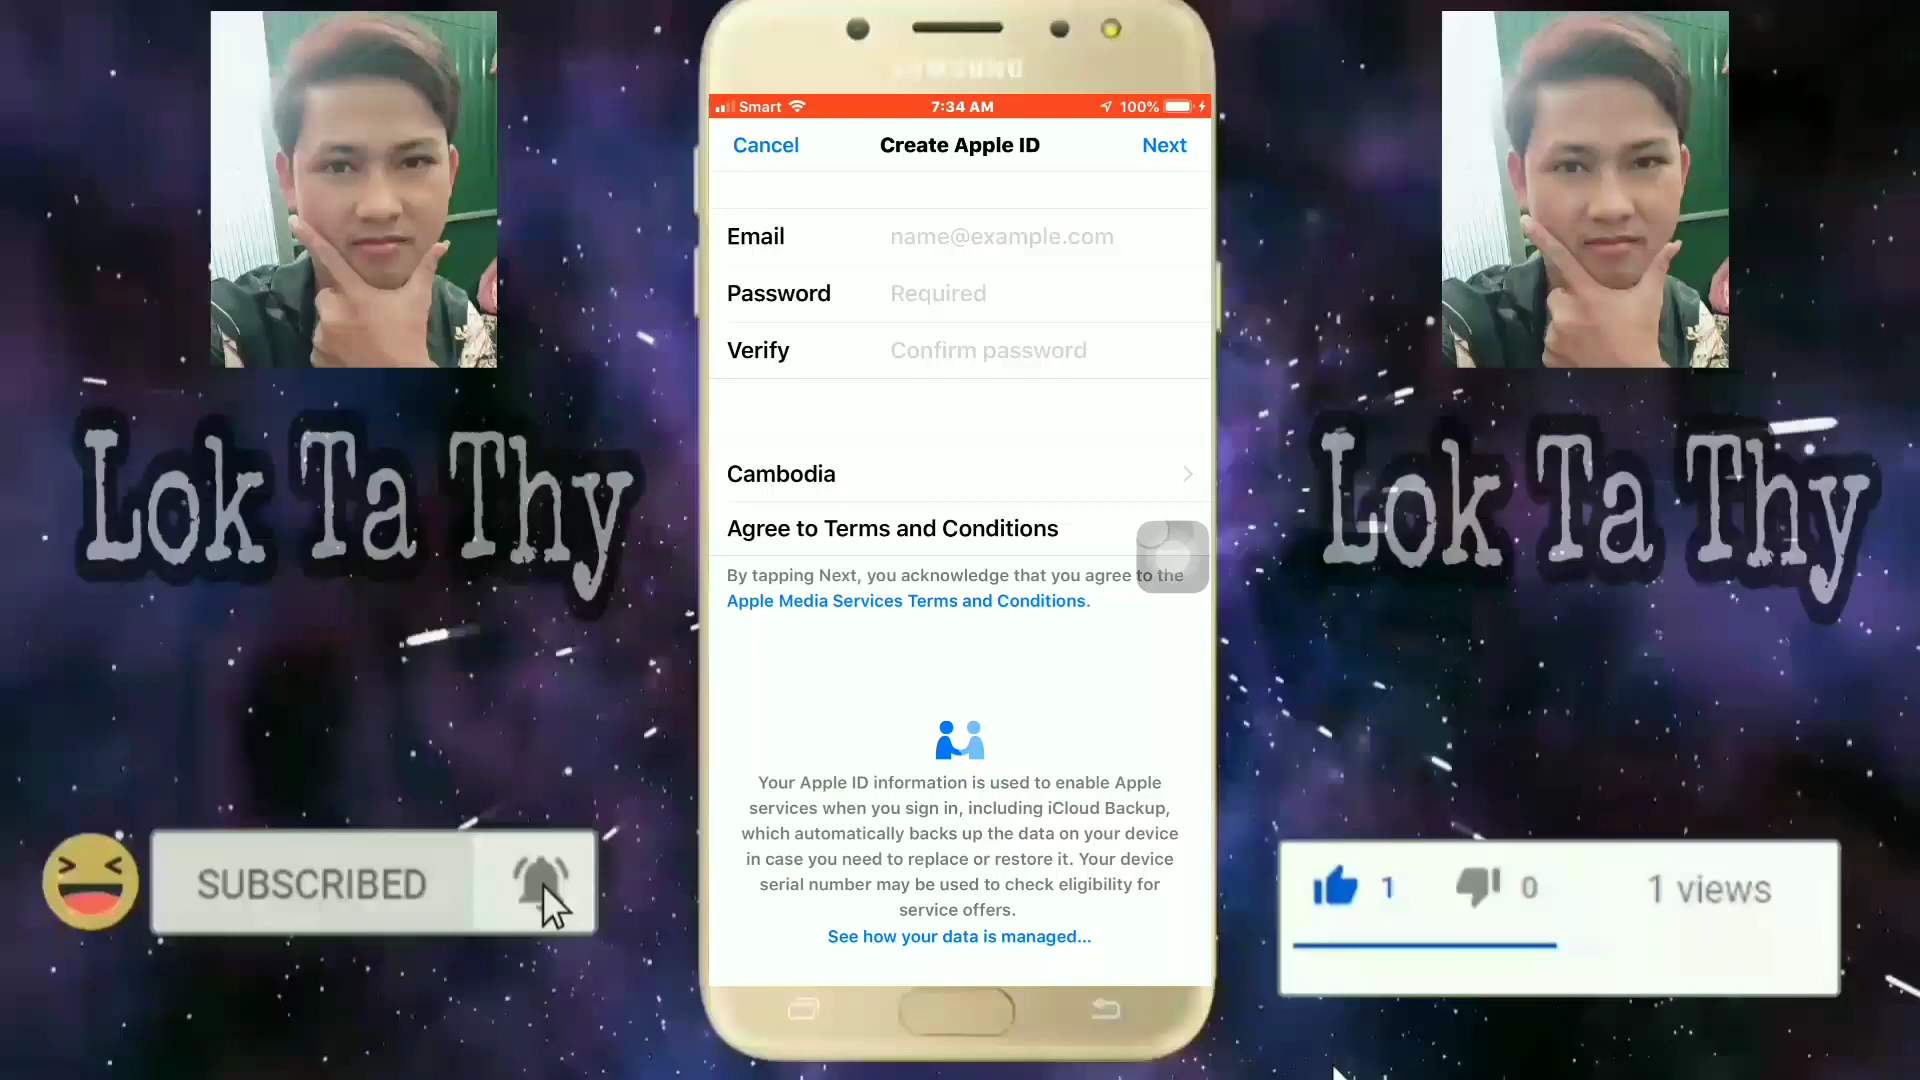 SAMSUNG
Smart
7:34 AM
100%
Cancel
Create Apple ID
Next
Email
name@example.com
Password
Required
Verify
Confirm password
Cambodia
Agree to Terms and Conditions
By tapping Next, you acknowledge that you agree to the
Apple Media Services Terms and Conditions.
Your Apple ID information is used to enable Apple
services when you sign in, including iCloud Backup,
which automatically backs up the data on your device
in case you need to replace or restore it. Your device
serial number may be used to check eligibility for
service offers.
See how your data is managed...
Lok Ta Thy
Lok Ta Thy
SUBSCRIBED
1
0
1 views